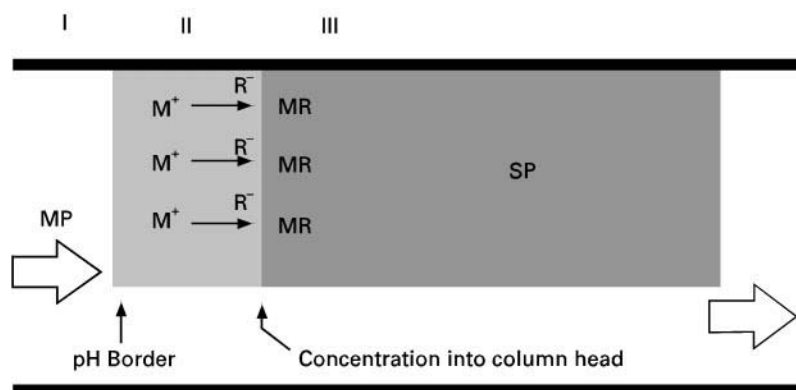 I II III
R⁻
M⁺ MR
R⁻
M⁺ MR
SP
R⁻
M⁺ MR
MP
pH Border Concentration into column head